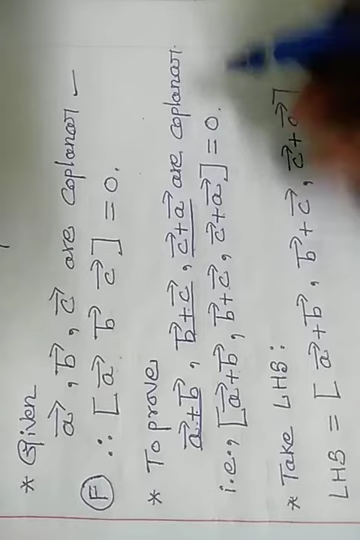 * Given
a⃗, b⃗, c⃗ are coplanar –
Ⓕ ∴ [a⃗ b⃗ c⃗] = 0.
* To prove
a⃗+b⃗, b⃗+c⃗, c⃗+a⃗ are coplanar.
i.e., [a⃗+b⃗, b⃗+c⃗, c⃗+a⃗] = 0.
* Take LHS:
LHS = [a⃗+b⃗, b⃗+c⃗, c⃗+a⃗]